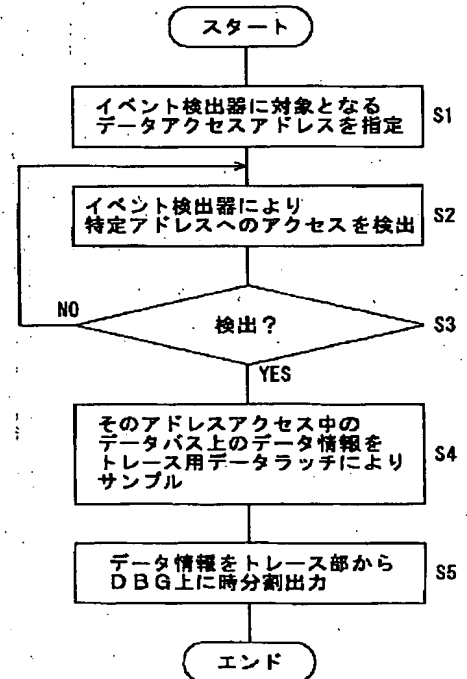 スタート
イベント検出器に対象となる
データアクセスアドレスを指定
S1
イベント検出器により
特定アドレスへのアクセスを検出
S2
検出？
S3
NO
YES
そのアドレスアクセス中の
データバス上のデータ情報を
トレース用データラッチにより
サンプル
S4
データ情報をトレース部から
DBG上に時分割出力
S5
エンド